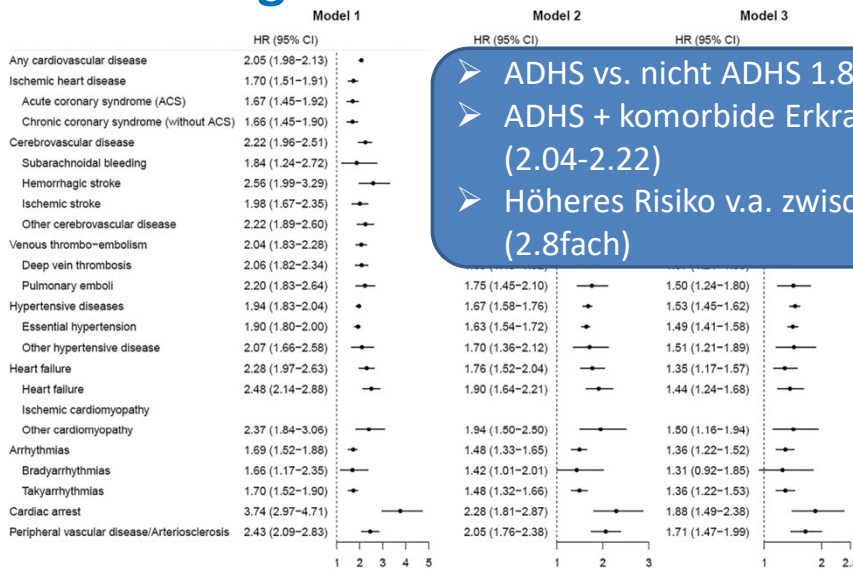 Model 1 Model 2 Model 3
HR (95% CI) HR (95% CI) HR (95% CI)
Any cardiovascular disease 2.05 (1.98−2.13)
Ischemic heart disease 1.70 (1.51−1.91)
Acute coronary syndrome (ACS) 1.67 (1.45−1.92)
Chronic coronary syndrome (without ACS) 1.66 (1.45−1.90)
Cerebrovascular disease 2.22 (1.96−2.51)
Subarachnoidal bleeding 1.84 (1.24−2.72)
Hemorrhagic stroke 2.56 (1.99−3.29)
Ischemic stroke 1.98 (1.67−2.35)
Other cerebrovascular disease 2.22 (1.89−2.60)
Venous thrombo−embolism 2.04 (1.83−2.28)
Deep vein thrombosis 2.06 (1.82−2.34)
Pulmonary emboli 2.20 (1.83−2.64) 1.75 (1.45−2.10) 1.50 (1.24−1.80)
Hypertensive diseases 1.94 (1.83−2.04) 1.67 (1.58−1.76) 1.53 (1.45−1.62)
Essential hypertension 1.90 (1.80−2.00) 1.63 (1.54−1.72) 1.49 (1.41−1.58)
Other hypertensive disease 2.07 (1.66−2.58) 1.70 (1.36−2.12) 1.51 (1.21−1.89)
Heart failure 2.28 (1.97−2.63) 1.76 (1.52−2.04) 1.35 (1.17−1.57)
Heart failure 2.48 (2.14−2.88) 1.90 (1.64−2.21) 1.44 (1.24−1.68)
Ischemic cardiomyopathy
Other cardiomyopathy 2.37 (1.84−3.06) 1.94 (1.50−2.50) 1.50 (1.16−1.94)
Arrhythmias 1.69 (1.52−1.88) 1.48 (1.33−1.65) 1.36 (1.22−1.52)
Bradyarrhythmias 1.66 (1.17−2.35) 1.42 (1.01−2.01) 1.31 (0.92−1.85)
Takyarrhythmias 1.70 (1.52−1.90) 1.48 (1.32−1.66) 1.36 (1.22−1.53)
Cardiac arrest 3.74 (2.97−4.71) 2.28 (1.81−2.87) 1.88 (1.49−2.38)
Peripheral vascular disease/Arteriosclerosis 2.43 (2.09−2.83) 2.05 (1.76−2.38) 1.71 (1.47−1.99)
1 2 3 4 5 1 2 3 1 2 2.8
➢ ADHS vs. nicht ADHS 1.8
➢ ADHS + komorbide Erkra
(2.04-2.22)
➢ Höheres Risiko v.a. zwisc
(2.8fach)